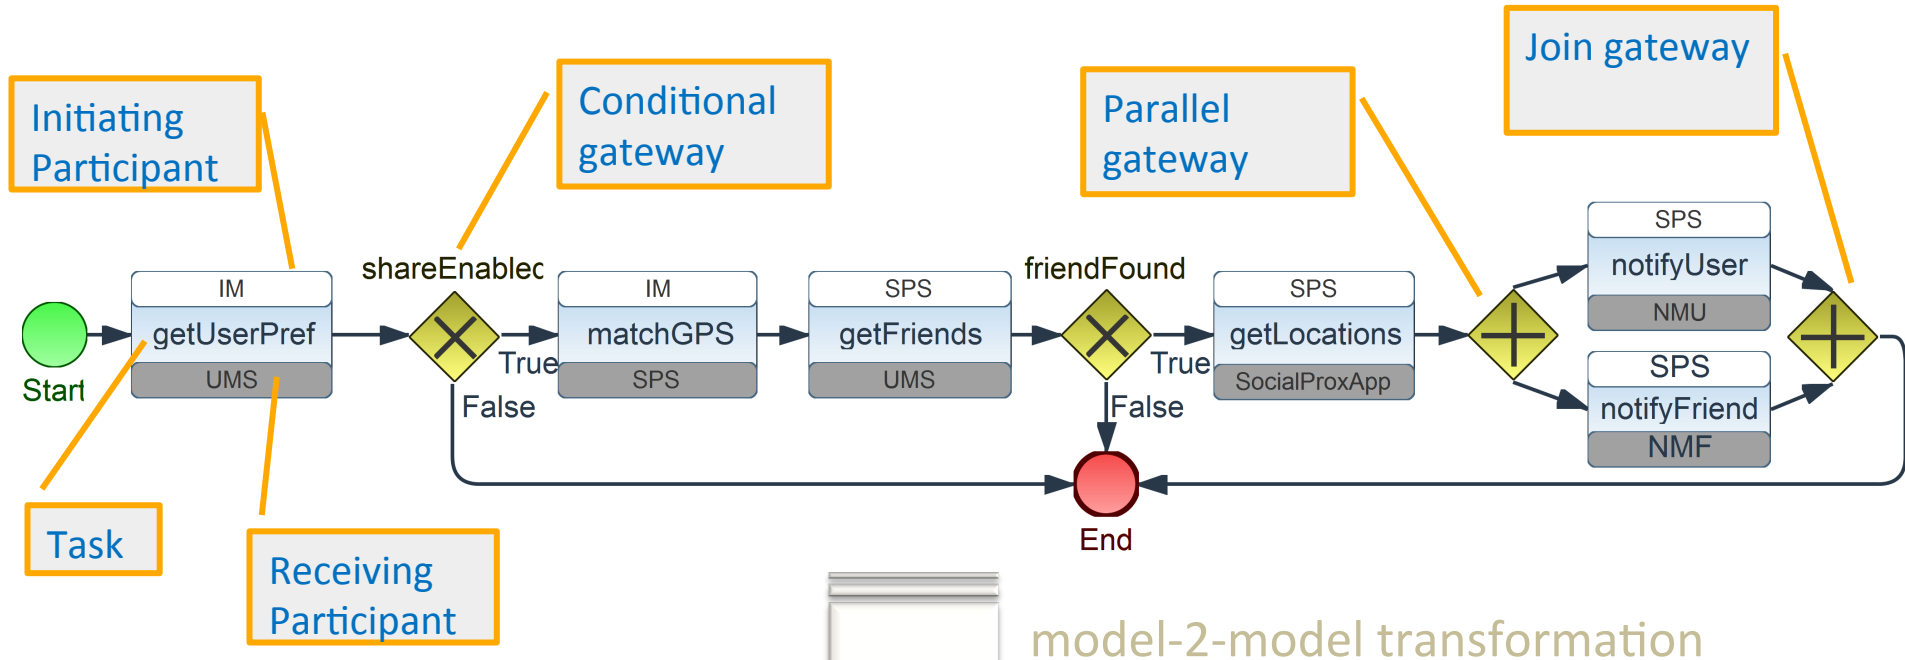 Join gateway
Conditional
gateway
Parallel
gateway
Initiating
Participant
shareEnabled
friendFound
Start
IM
getUserPref
UMS
True
False
IM
matchGPS
SPS
SPS
getFriends
UMS
True
False
SPS
getLocations
SocialProxApp
SPS
notifyUser
NMU
SPS
notifyFriend
NMF
End
Task
Receiving
Participant
model-2-model transformation